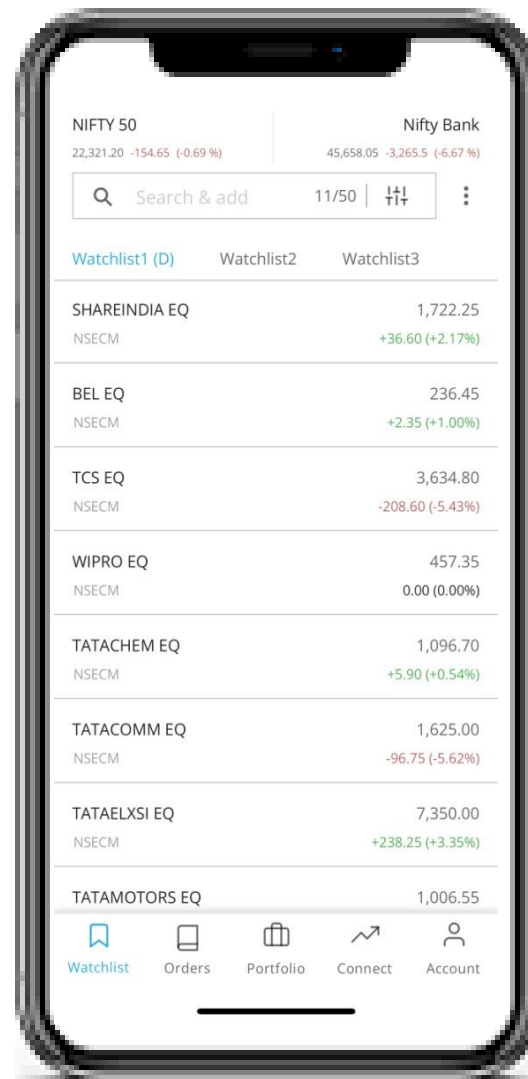 NIFTY 50 Nifty Bank
22,321.20 -154.65 (-0.69 %) 45,658.05 -3,265.5 (-6.67 %)
Search & add 11/50
Watchlist1 (D) Watchlist2 Watchlist3
SHAREINDIA EQ 1,722.25
NSECM +36.60 (+2.17%)
BEL EQ 236.45
NSECM +2.35 (+1.00%)
TCS EQ 3,634.80
NSECM -208.60 (-5.43%)
WIPRO EQ 457.35
NSECM 0.00 (0.00%)
TATACHEM EQ 1,096.70
NSECM +5.90 (+0.54%)
TATACOMM EQ 1,625.00
NSECM -96.75 (-5.62%)
TATAELXSI EQ 7,350.00
NSECM +238.25 (+3.35%)
TATAMOTORS EQ 1,006.55
Watchlist Orders Portfolio Connect Account